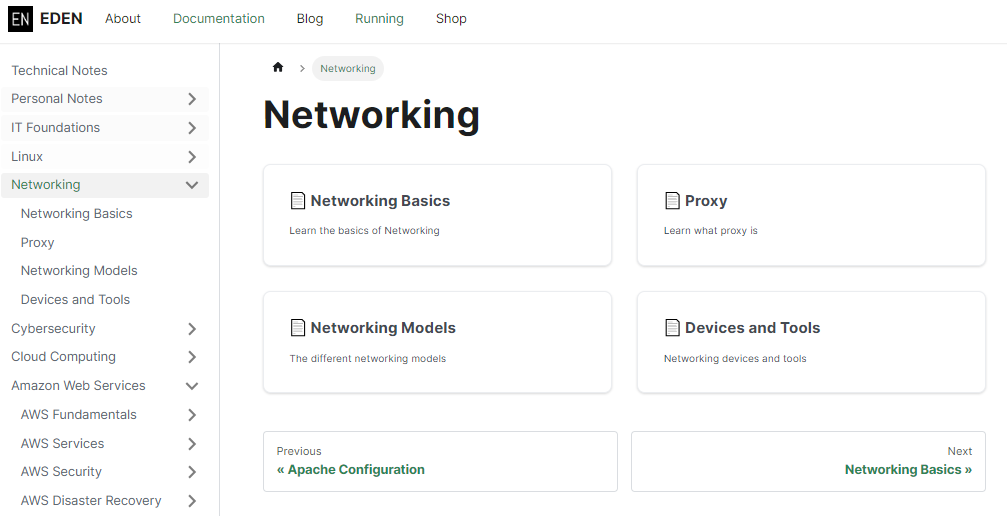 EN EDEN About Documentation Blog Running Shop
Technical Notes
Personal Notes
IT Foundations
Linux
Networking
Networking Basics
Proxy
Networking Models
Devices and Tools
Cybersecurity
Cloud Computing
Amazon Web Services
AWS Fundamentals
AWS Services
AWS Security
AWS Disaster Recovery
Networking
Networking
Networking Basics
Learn the basics of Networking
Proxy
Learn what proxy is
Networking Models
The different networking models
Devices and Tools
Networking devices and tools
Previous
« Apache Configuration
Next
Networking Basics »